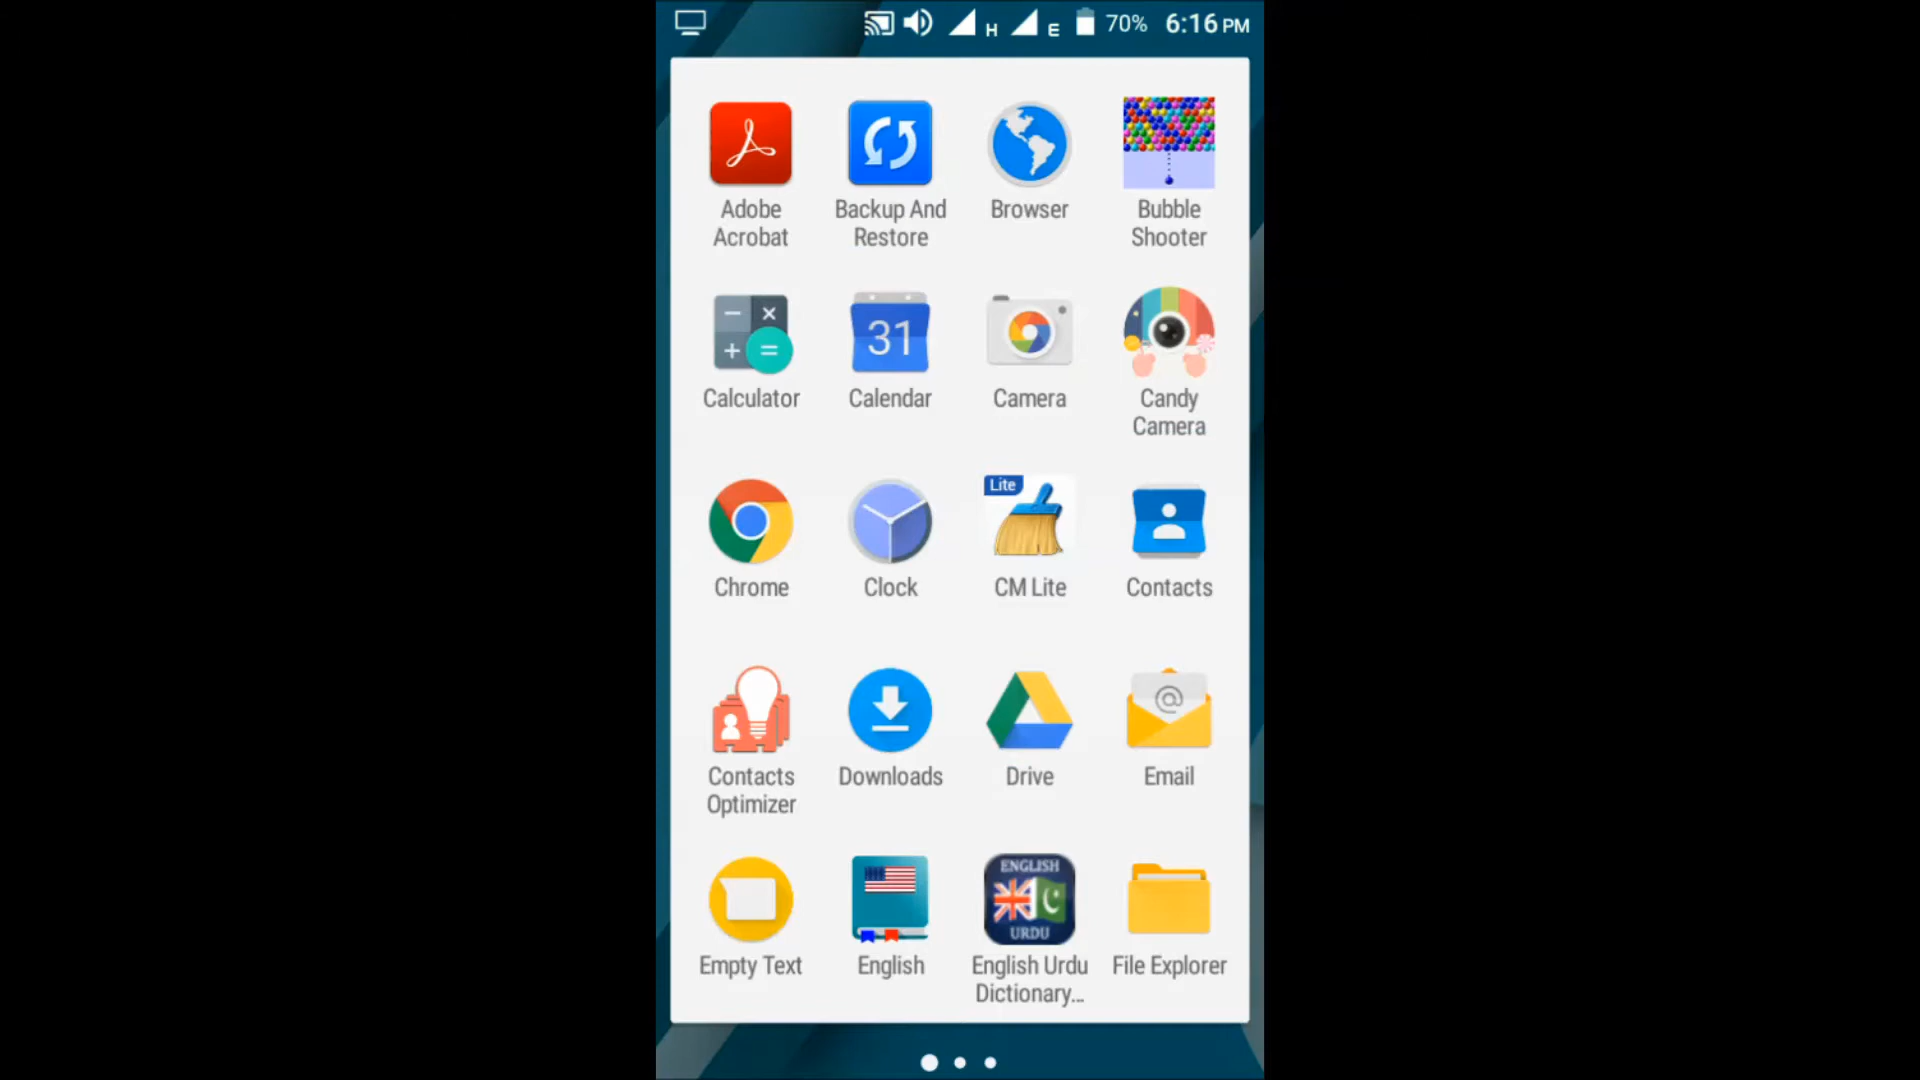 H E 70% 6:16 PM
Adobe Acrobat
Backup And Restore
Browser
Bubble Shooter
Calculator
31
Calendar
Camera
Candy Camera
Chrome
Clock
Lite
CM Lite
Contacts
Contacts Optimizer
Downloads
Drive
@
Email
Empty Text
English
ENGLISH
URDU
English Urdu Dictionary...
File Explorer